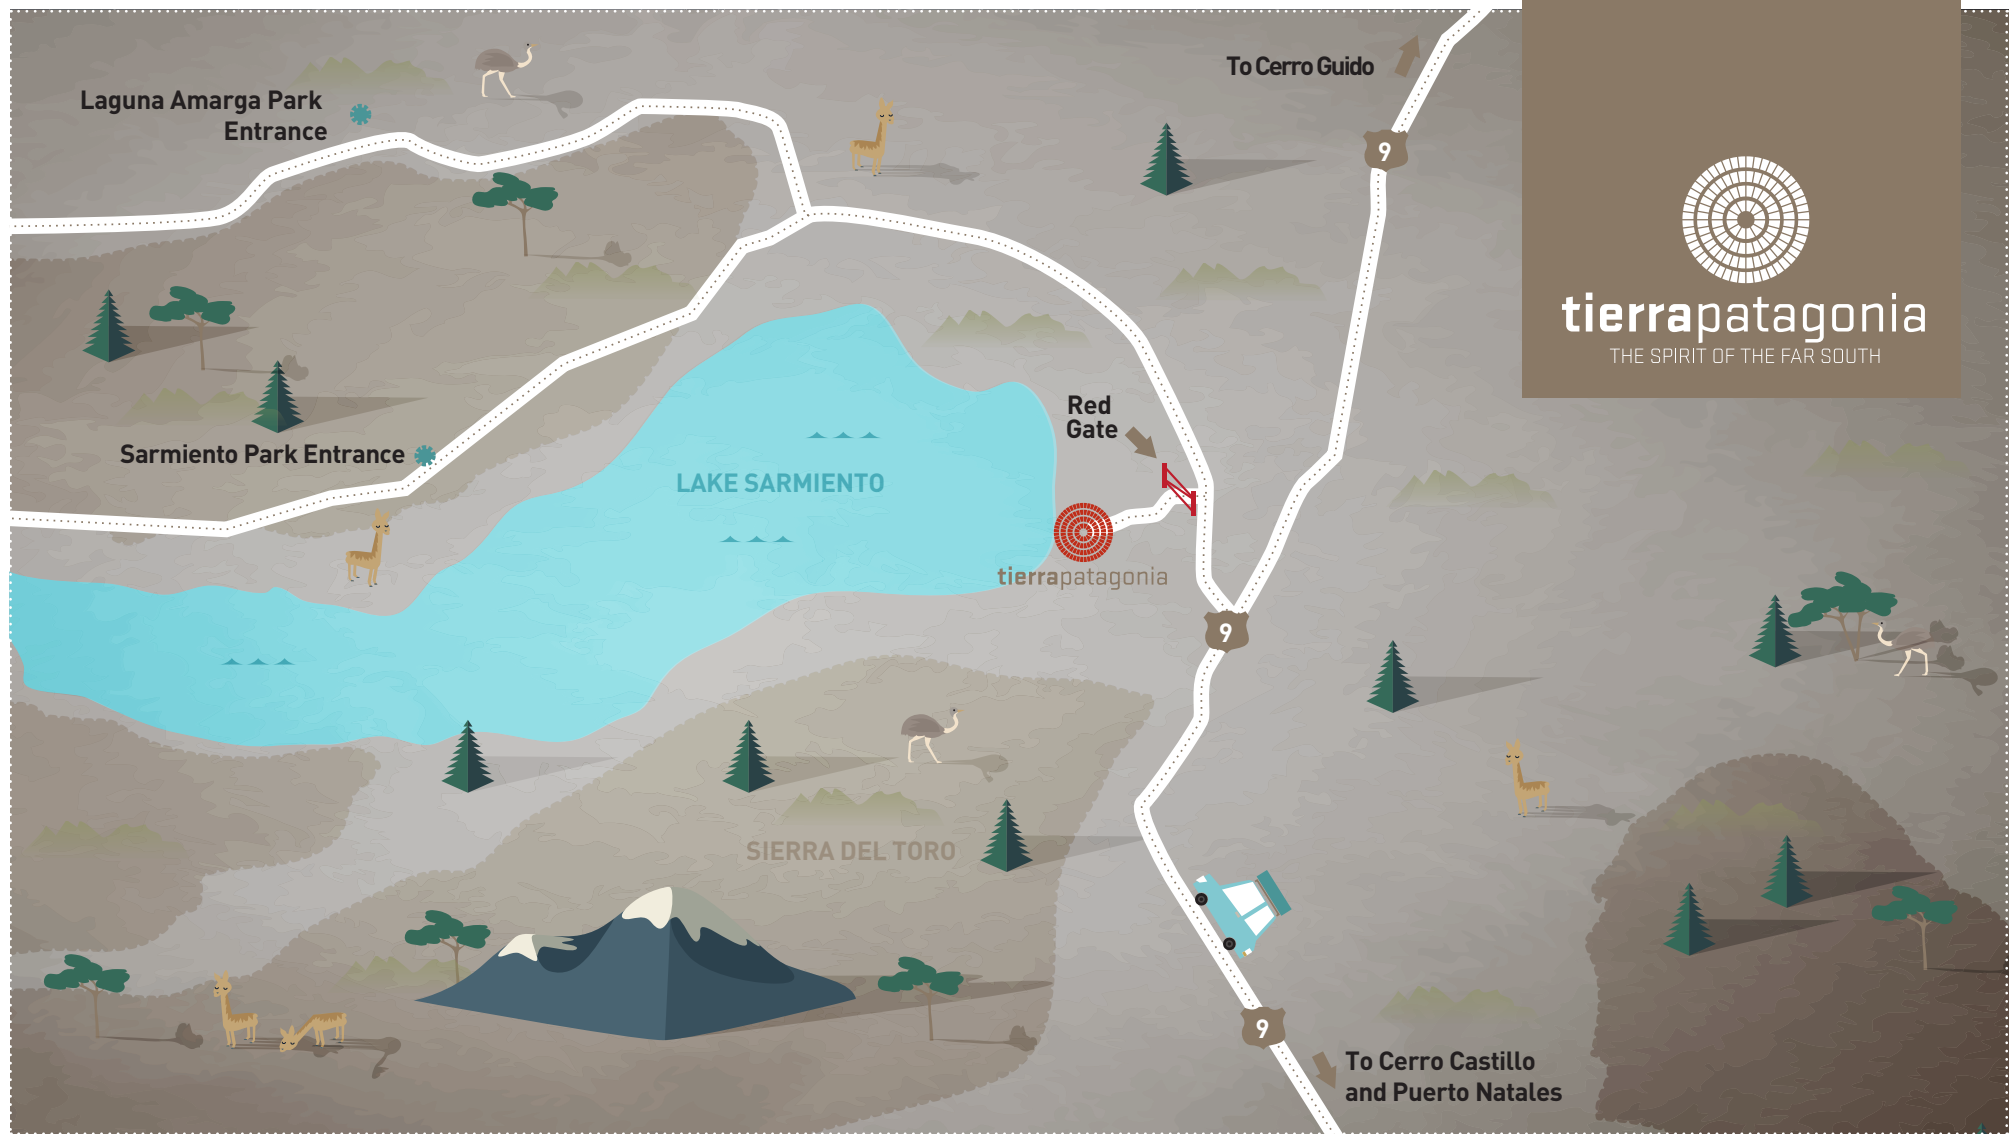 To Cerro Guido
Laguna Amarga Park
Entrance
9
tierrapatagonia
THE SPIRIT OF THE FAR SOUTH
Red
Gate
Sarmiento Park Entrance
LAKE SARMIENTO
tierrapatagonia
9
SIERRA DEL TORO
9
To Cerro Castillo
and Puerto Natales